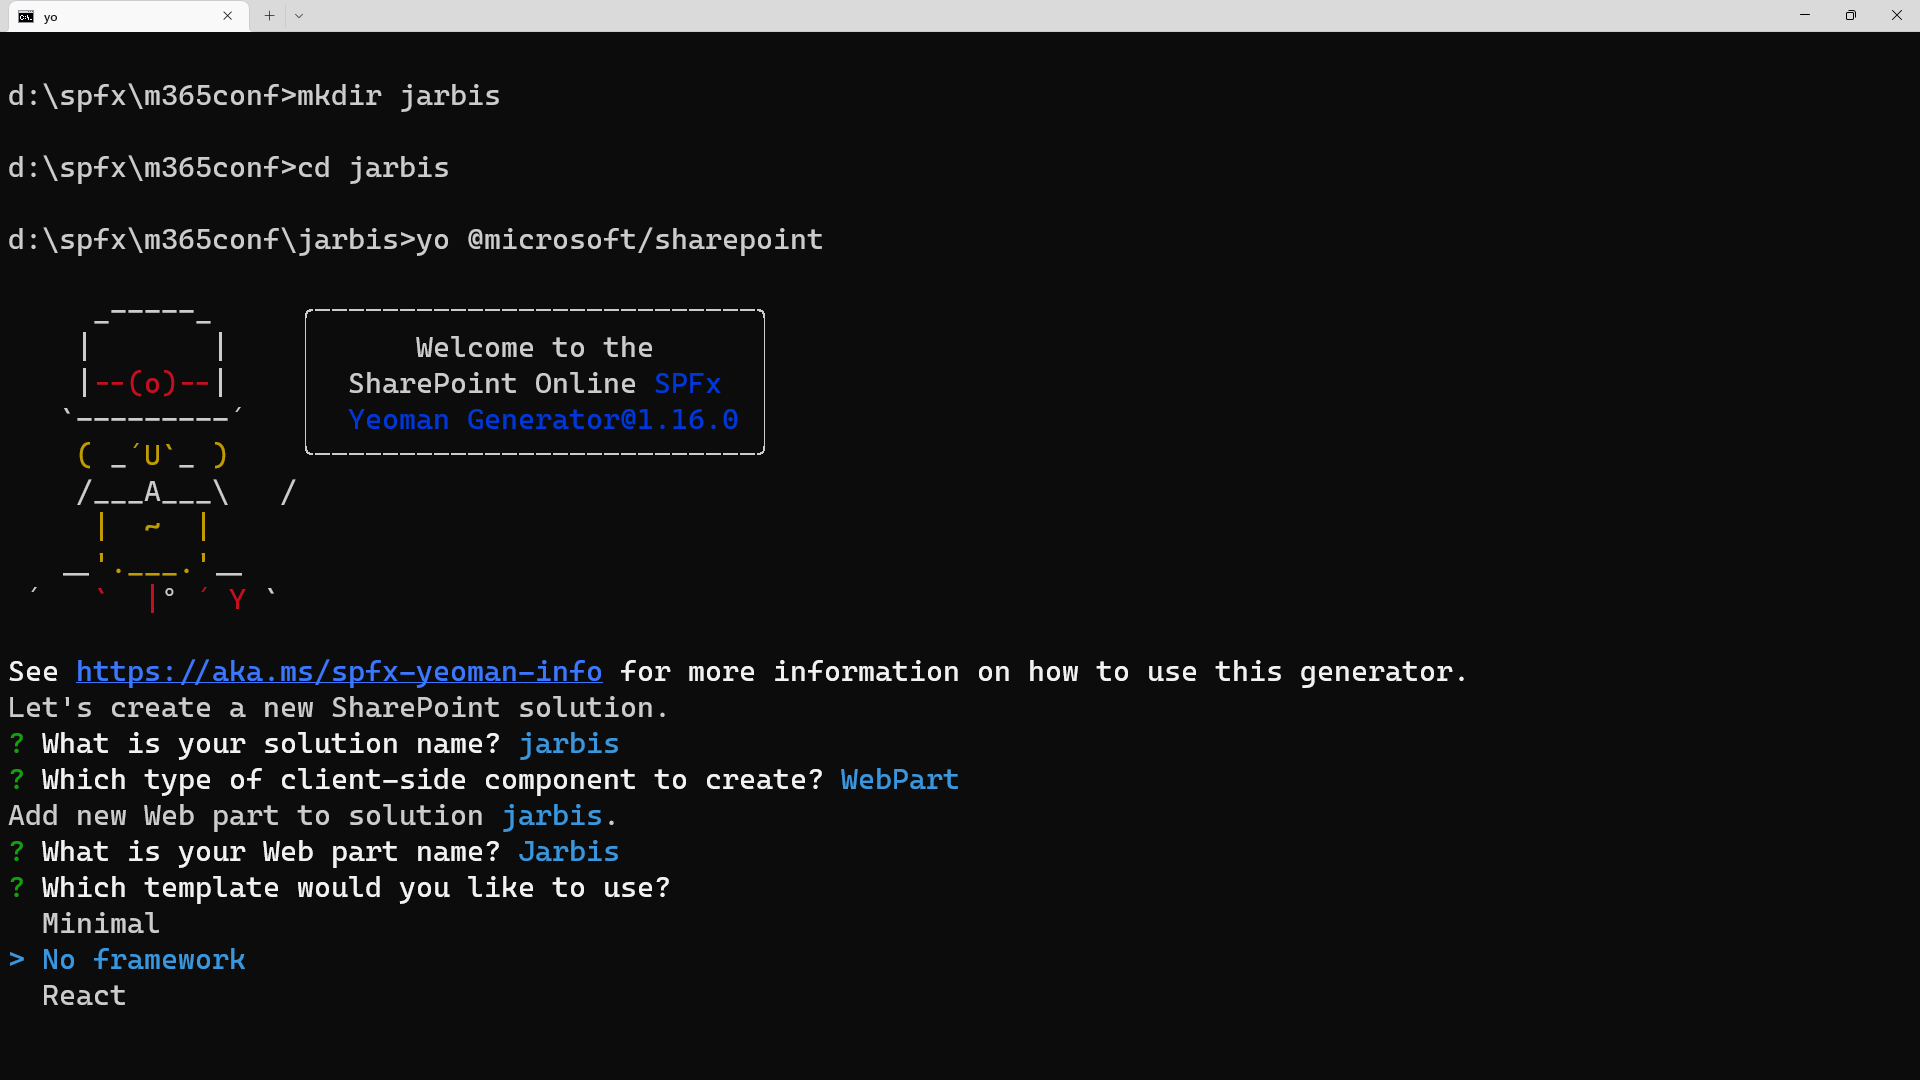 yo
d:\spfx\m365conf>mkdir jarbis
d:\spfx\m365conf>cd jarbis
d:\spfx\m365conf\jarbis>yo @microsoft/sharepoint
Welcome to the
|--(o)--| SharePoint Online SPFx
Yeoman Generator@1.16.0
( _´U`_ )
/___A___\ /
| ~ |
__'.___.'__
´ ` |° ´ Y `
See https://aka.ms/spfx-yeoman-info for more information on how to use this generator.
Let's create a new SharePoint solution.
? What is your solution name? jarbis
? Which type of client-side component to create? WebPart
Add new Web part to solution jarbis.
? What is your Web part name? Jarbis
? Which template would you like to use?
Minimal
> No framework
React